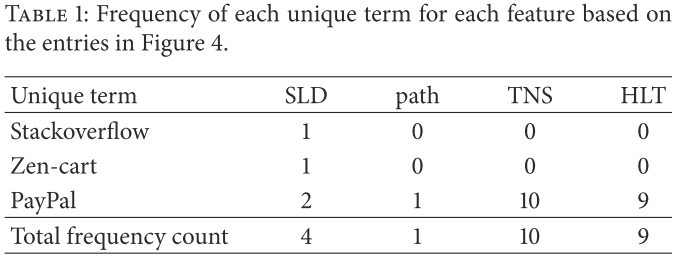 TABLE 1: Frequency of each unique term for each feature based on
the entries in Figure 4.
Unique term SLD path TNS HLT
Stackoverflow 1 0 0 0
Zen-cart 1 0 0 0
PayPal 2 1 10 9
Total frequency count 4 1 10 9